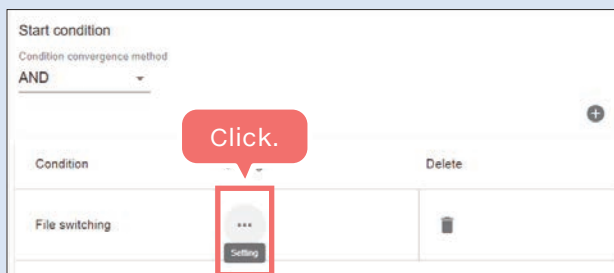 Start condition
Condition convergence method
AND
Click.
Condition
Delete
File switching
...
Setting